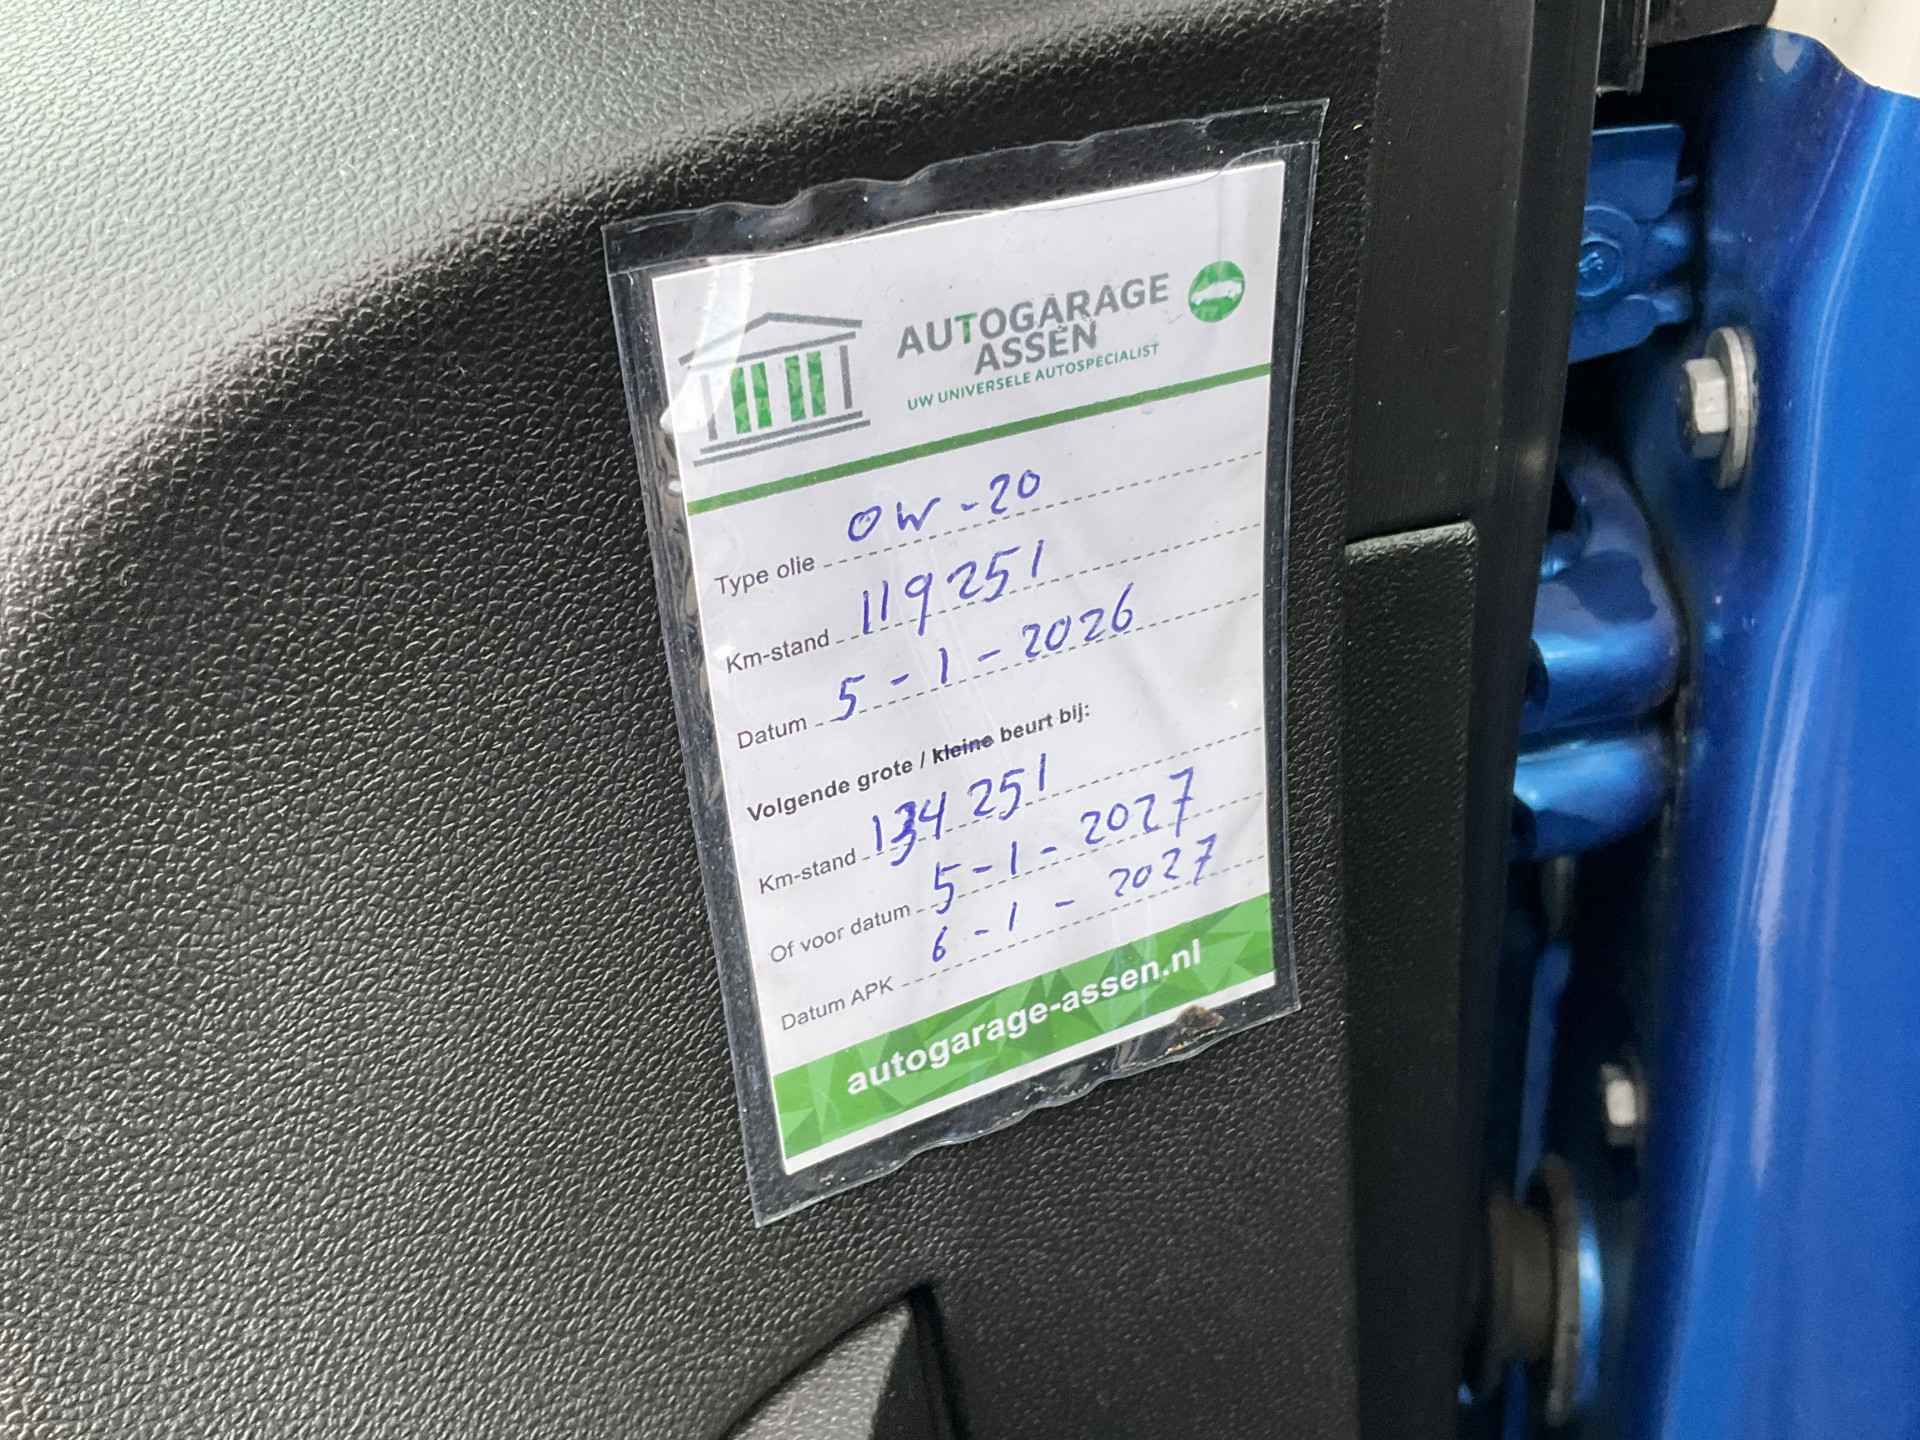 AUTOGARAGE
ASSEN
UW UNIVERSELE AUTOSPECIALIST
Type olie 0W-20
Km-stand 119251
Datum 5-1-2026
Volgende grote / kleine beurt bij:
Km-stand 134251
Of voor datum 5-1-2027
Datum APK 6-1-2027
autogarage-assen.nl